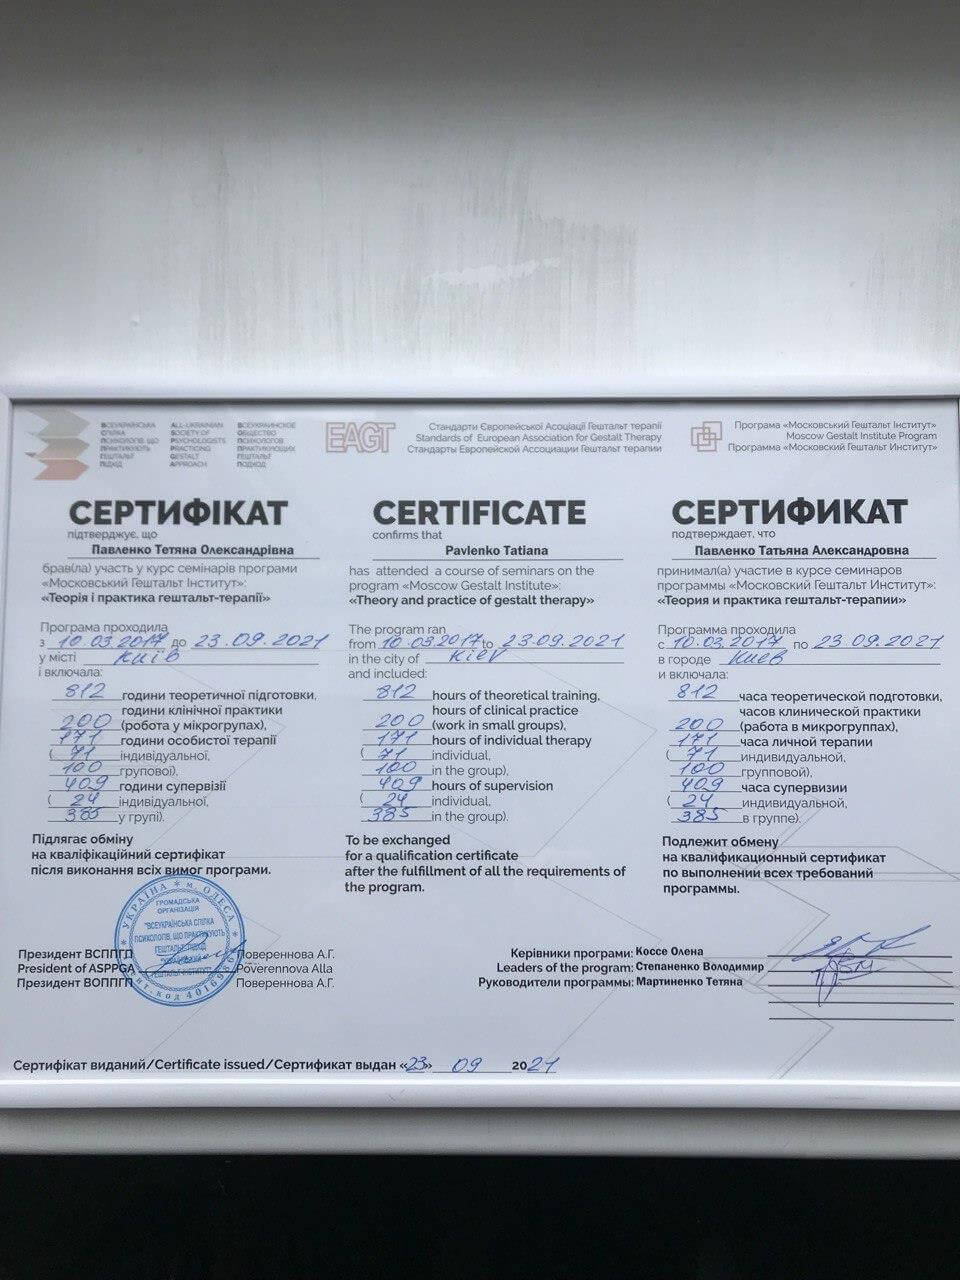 ВСЕУКРАЇНСЬКА
СПІЛКА
ПСИХОЛОГІВ, ЩО
ПРАКТИКУЮТЬ
ГЕШТАЛЬТ
ПІДХІД
ALL-UKRAINIAN
SOCIETY OF
PSYCHOLOGISTS
PRACTICING
GESTALT
APPROACH
ВСЕУКРАИНСКОЕ
ОБЩЕСТВО
ПСИХОЛОГОВ
ПРАКТИКУЮЩИХ
ГЕШТАЛЬТ
ПОДХОД
EAGT
Стандарти Європейської Асоціації Гештальт терапії
Standards of European Association for Gestalt Therapy
Стандарты Европейской Ассоциации Гештальт терапии
Програма «Московський Гештальт Інститут»
Moscow Gestalt Institute Program
Программа «Московский Гештальт Институт»
СЕРТИФІКАТ
підтверджує, що
Павленко Тетяна Олександрівна
брав(ла) участь у курсі семінарів програми
«Московський Гештальт Інститут»:
«Теорія і практика гештальт-терапії»
Програма проходила
з 10.03.2017 до 23.09.2021
у місті Київ
і включала:
812 години теоретичної підготовки,
години клінічної практики
200 (робота у мікрогрупах),
171 години особистої терапії
( 71 індивідуальної,
100 групової),
409 години супервізії
( 24 індивідуальної,
385 у групі).
Підлягає обміну
на кваліфікаційний сертифікат
після виконання всіх вимог програми.
CERTIFICATE
confirms that
Pavlenko Tatiana
has attended a course of seminars on the
program «Moscow Gestalt Institute»:
«Theory and practice of gestalt therapy»
The program ran
from 10.03.2017 to 23.09.2021
in the city of Kiev
and included:
812 hours of theoretical training,
hours of clinical practice
200 (work in small groups),
171 hours of individual therapy
( 71 individual,
100 in the group),
409 hours of supervision
( 24 individual,
385 in the group).
To be exchanged
for a qualification certificate
after the fulfillment of all the requirements of
the program.
СЕРТИФИКАТ
подтверждает, что
Павленко Татьяна Александровна
принимал(а) участие в курсе семинаров
программы «Московский Гештальт Институт»:
«Теория и практика гештальт-терапии»
Программа проходила
с 10.03.2017 по 23.09.2021
в городе Киев
и включала:
812 часа теоретической подготовки,
часов клинической практики
200 (работа в микрогруппах),
171 часа личной терапии
( 71 индивидуальной,
100 групповой),
409 часа супервизии
( 24 индивидуальной,
385 в группе).
Подлежит обмену
на квалификационный сертификат
по выполнении всех требований
программы.
УКРАЇНА * м. ОДЕСА *
ГРОМАДСЬКА
ОРГАНІЗАЦІЯ
"ВСЕУКРАЇНСЬКА СПІЛКА
ПСИХОЛОГІВ, ЩО ПРАКТИКУЮТЬ
ГЕШТАЛЬТ ПІДХІД
Президент ВСППГП Поверенова А.Г.
President of ASPPGA Poverennova Alla
Президент ВОППГП Повереннова А.Г.
Керівники програми: Коссе Олена
Leaders of the program: Степаненко Володимир
Руководители программы: Мартиненко Тетяна
Сертифікат виданий/Certificate issued/Сертификат выдан «23» 09 2021